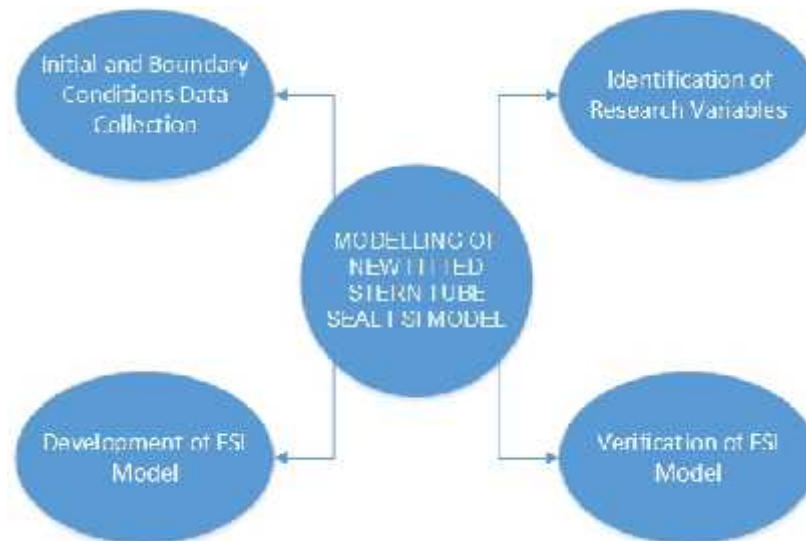 Initial and Boundary
Conditions Data
Collection
Identification of
Research Variables
MODELLING OF
NEW FITTED
STERN TUBE
SEAL FSI MODEL
Development of FSI
Model
Verification of FSI
Model